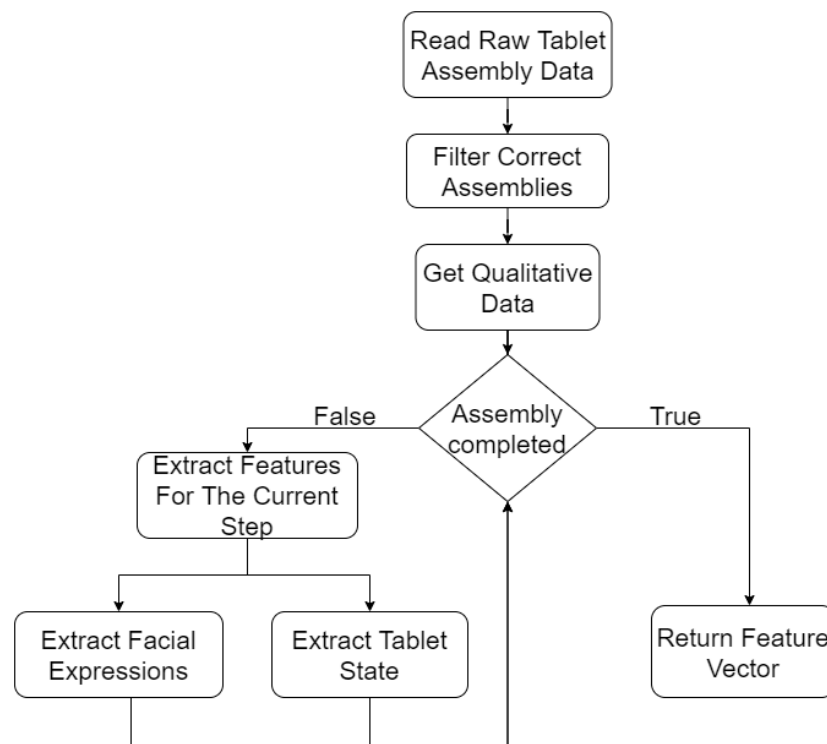 Read Raw Tablet
Assembly Data
Filter Correct
Assemblies
Get Qualitative
Data
Assembly
completed
False
True
Extract Features
For The Current
Step
Extract Facial
Expressions
Extract Tablet
State
Return Feature
Vector